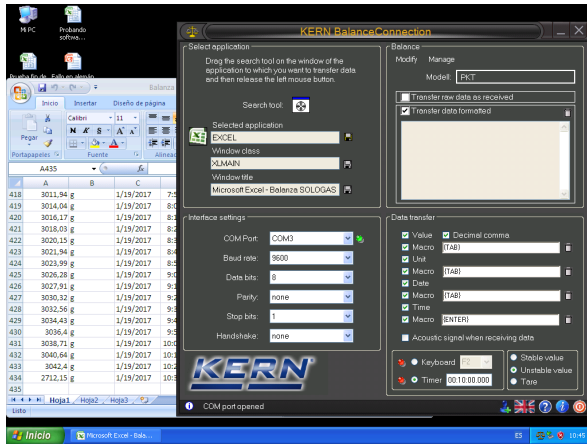 Mi PC
Probando softwa...
Prueba fin de
Fallo en alemán
Balanza
Inicio
Insertar
Diseño de página
Calibri
11
Pegar
N K S
Portapapeles
Fuente
Alineac
A435
fx
A B C
418 3011,94 g 1/19/2017
419 3014,04 g 1/19/2017
420 3016,17 g 1/19/2017
421 3018,03 g 1/19/2017
422 3020,15 g 1/19/2017
423 3021,94 g 1/19/2017
424 3023,99 g 1/19/2017
425 3026,28 g 1/19/2017
426 3027,91 g 1/19/2017
427 3030,32 g 1/19/2017
428 3032,56 g 1/19/2017
429 3034,43 g 1/19/2017
430 3036,4 g 1/19/2017
431 3038,71 g 1/19/2017
432 3040,64 g 1/19/2017
433 3042,4 g 1/19/2017
434 2712,15 g 1/19/2017
435
Hoja1 Hoja2 Hoja3
Listo
KERN BalanceConnection
Select application
Drag the search tool on the window of the
application to which you want to transfer data
and then release the left mouse button.
Search tool:
Selected application
EXCEL
Window class
XLMAIN
Window title
Microsoft Excel - Balanza SOLOGAS
Balance
Modify Manage
Modell: PKT
Transfer raw data as received
Transfer data formatted
Interface settings
COM Port: COM3
Baud rate: 9600
Data bits: 8
Parity: none
Stop bits: 1
Handshake: none
KERN
Data transfer
Value Decimal comma
Macro {TAB}
Unit
Macro {TAB}
Date
Macro {TAB}
Time
Macro {ENTER}
Acoustic signal when receiving data
Keyboard F2
Timer 00:10:00.000
Stable value
Unstable value
Tare
COM port opened
Inicio
Microsoft Excel - Bala...
ES
10:45